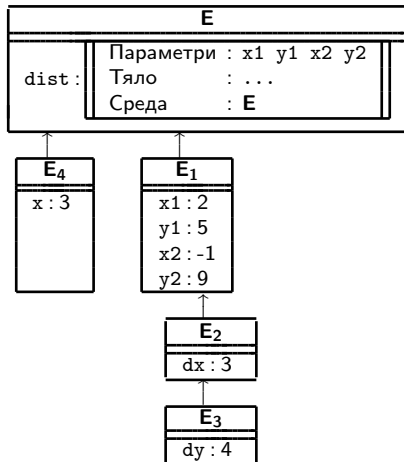 E
dist : Параметри : x1 y1 x2 y2
Тяло : ...
Среда : E
E4
x : 3
E1
x1 : 2
y1 : 5
x2 : -1
y2 : 9
E2
dx : 3
E3
dy : 4